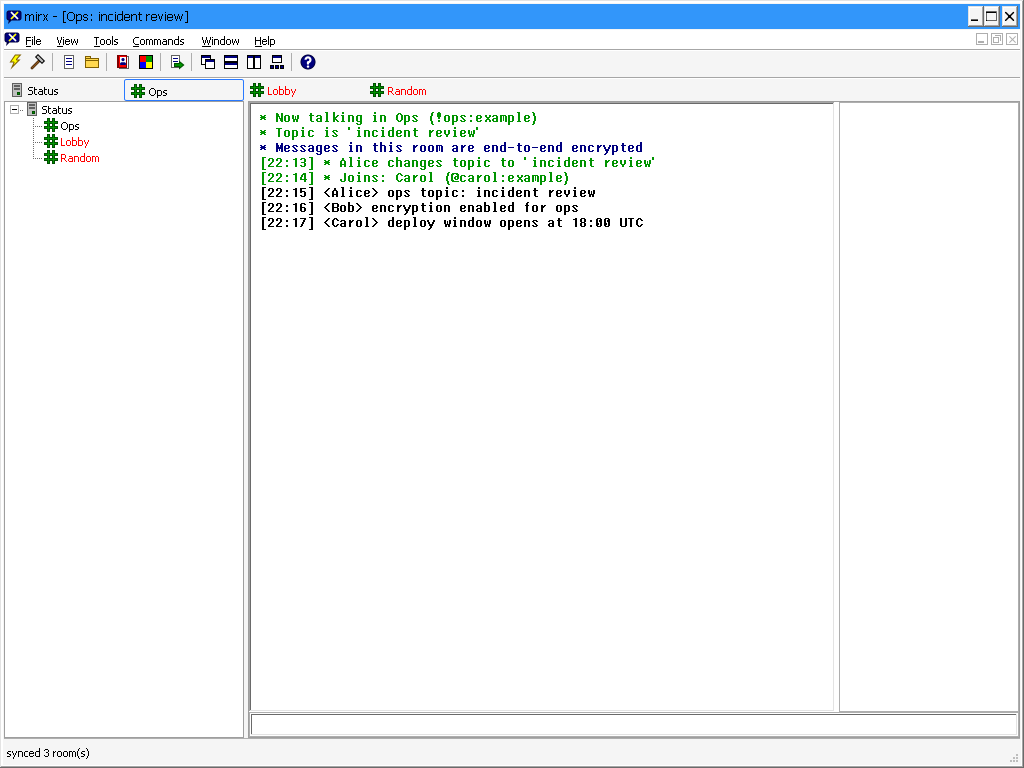 mirx - [Ops: incident review]
File View Tools Commands Window Help
Status Ops Lobby Random
Status
Ops
Lobby
Random
* Now talking in Ops (!ops:example)
* Topic is 'incident review'
* Messages in this room are end-to-end encrypted
[22:13] * Alice changes topic to 'incident review'
[22:14] * Joins: Carol (@carol:example)
[22:15] <Alice> ops topic: incident review
[22:16] <Bob> encryption enabled for ops
[22:17] <Carol> deploy window opens at 18:00 UTC
synced 3 room(s)